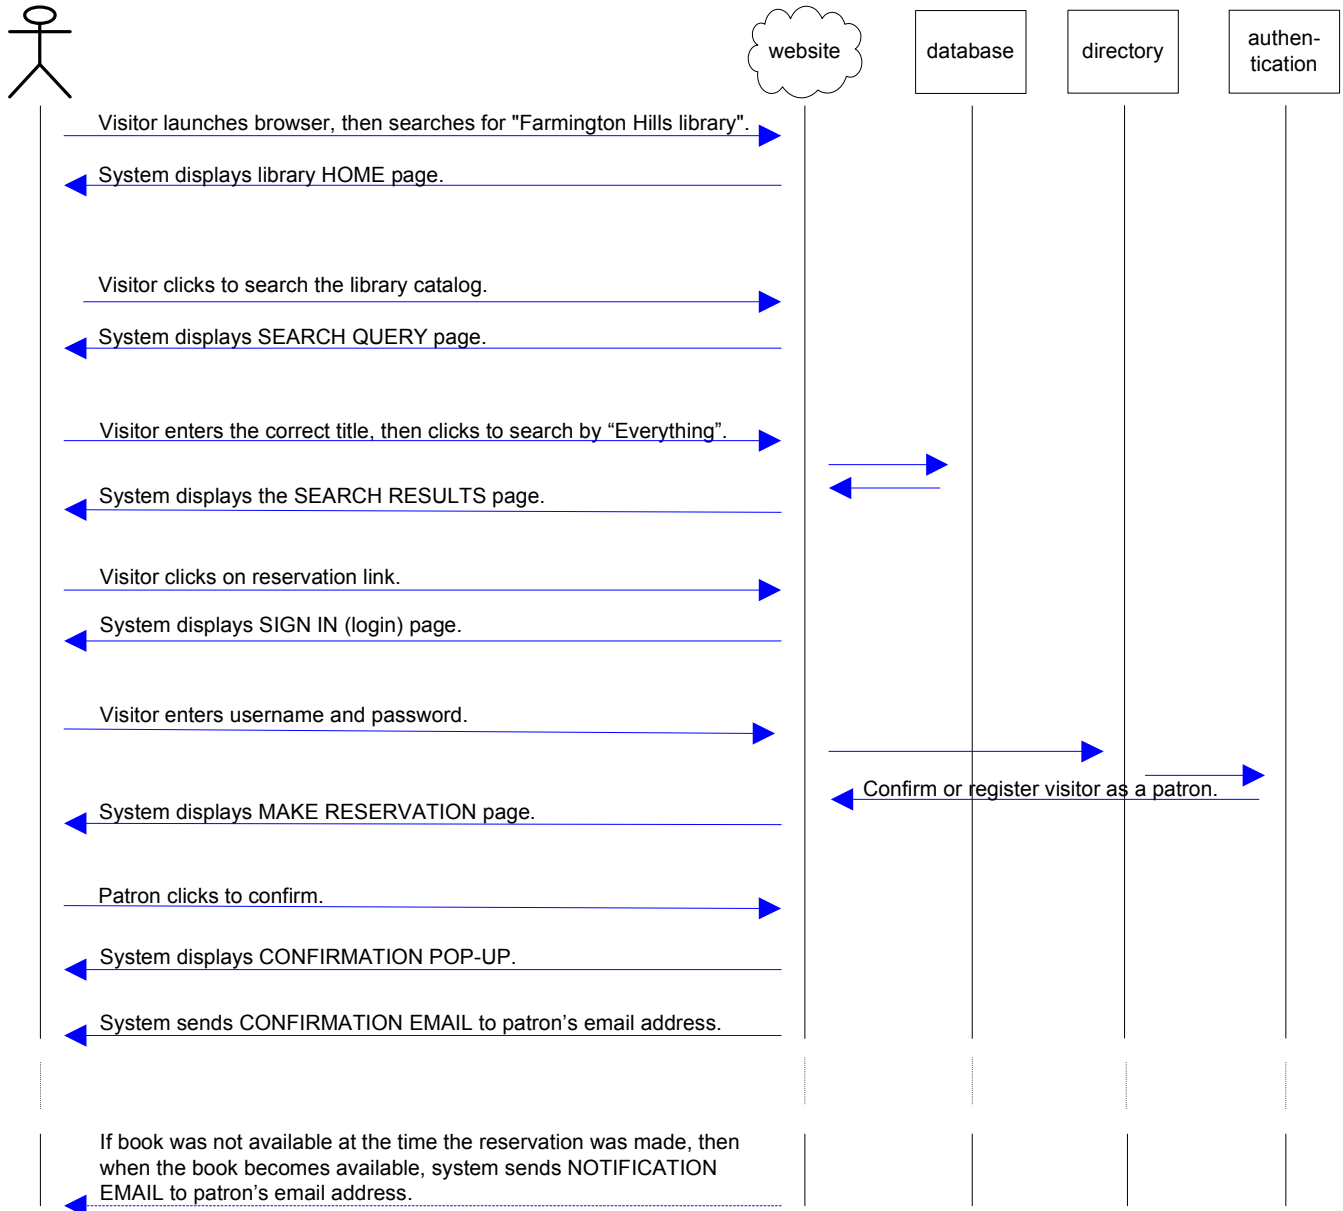 website
database
directory
authen-
tication
Visitor launches browser, then searches for "Farmington Hills library".
System displays library HOME page.
Visitor clicks to search the library catalog.
System displays SEARCH QUERY page.
Visitor enters the correct title, then clicks to search by “Everything”.
System displays the SEARCH RESULTS page.
Visitor clicks on reservation link.
System displays SIGN IN (login) page.
Visitor enters username and password.
Confirm or register visitor as a patron.
System displays MAKE RESERVATION page.
Patron clicks to confirm.
System displays CONFIRMATION POP-UP.
System sends CONFIRMATION EMAIL to patron’s email address.
If book was not available at the time the reservation was made, then
when the book becomes available, system sends NOTIFICATION
EMAIL to patron’s email address.